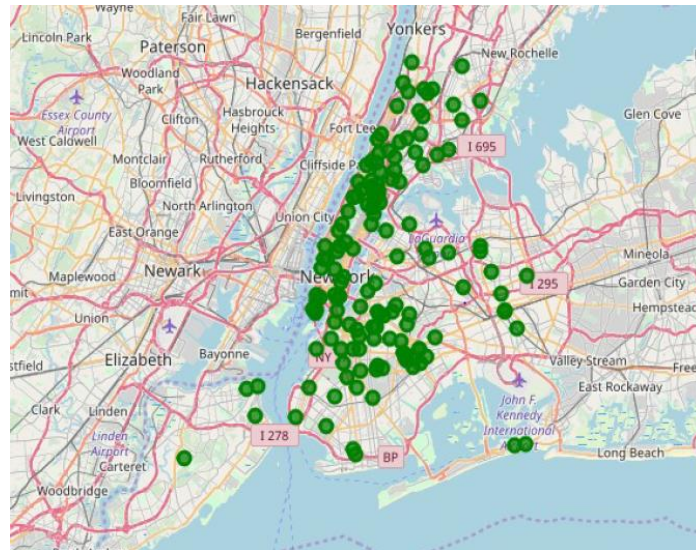 Wayne
Fair Lawn
Lincoln Park
Paterson
Bergenfield
Yonkers
Woodland
Park
Hackensack
New Rochelle
Essex County
Airport
Clifton
Hasbrouck
Heights
Glen Cove
West Caldwell
Fort Lee
Montclair
Rutherford
Cliffside
I 695
Bloomfield
Livingston
North Arlington
Union City
East Orange
LaGuardia
Mineola
Maplewood
Newark
New York
I 295
Garden City
Hempstead
Union
Elizabeth
Bayonne
NY
Valley Stream
East Rockaway
Clark
Linden
John F.
Kennedy
International
Linden
Airport
I 278
Carteret
BP
Long Beach
Woodbridge